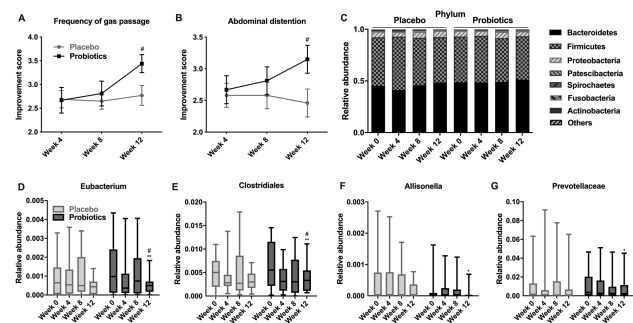 A Frequency of gas passage
Placebo
Probiotics
#
Improvement score
4.0
3.5
3.0
2.5
2.0
Week 4
Week 8
Week 12
B Abdominal distention
#
Improvement score
4.0
3.5
3.0
2.5
2.0
Week 4
Week 8
Week 12
C Phylum
Placebo Probiotics
Relative abundance
1.0
0.5
0.0
Week 0 Week 4 Week 8 Week 12 Week 0 Week 4 Week 8 Week 12
Bacteroidetes
Firmicutes
Proteobacteria
Patescibacteria
Spirochaetes
Fusobacteria
Actinobacteria
Others
D Eubacterium
Placebo
Probiotics
#
**
Relative abundance
0.005
0.004
0.003
0.002
0.001
0.000
Week 0 Week 4 Week 8 Week 12 Week 0 Week 4 Week 8 Week 12
E Clostridiales
#
**
Relative abundance
0.020
0.015
0.010
0.005
0.000
Week 0 Week 4 Week 8 Week 12 Week 0 Week 4 Week 8 Week 12
F Allisonella
*
Relative abundance
0.003
0.002
0.001
0.000
Week 0 Week 4 Week 8 Week 12 Week 0 Week 4 Week 8 Week 12
G Prevotellaceae
*
Relative abundance
0.10
0.08
0.06
0.04
0.02
0.00
Week 0 Week 4 Week 8 Week 12 Week 0 Week 4 Week 8 Week 12